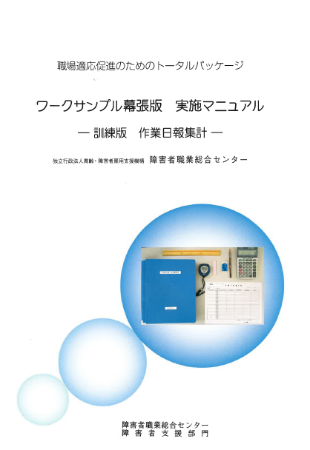 職場適応促進のためのトータルパッケージ
ワークサンプル幕張版 実施マニュアル
― 訓練版 作業日報集計 ―
独立行政法人高齢・障害者雇用支援機構 障害者職業総合センター
障害者職業総合センター
障害者支援部門